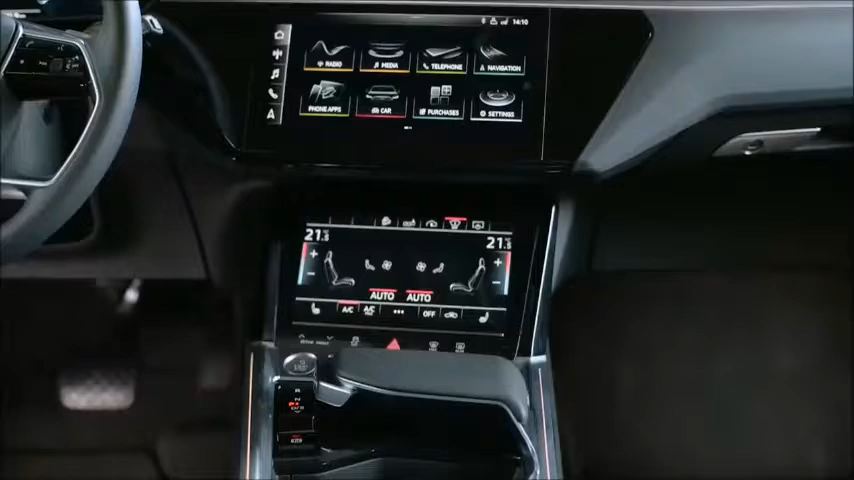 14:10
RADIO MEDIA TELEPHONE NAVIGATION
PHONE APPS CAR PURCHASES SETTINGS
21.5 21.5
AUTO AUTO
A/C A/C OFF